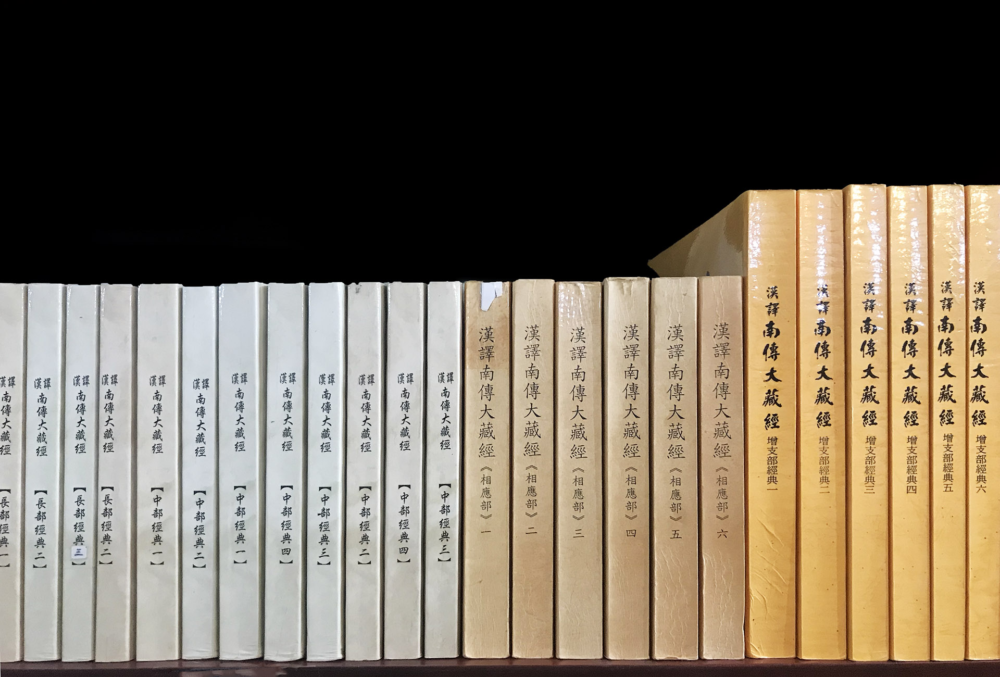 漢譯南傳大藏經【長部經典一】
漢譯南傳大藏經【長部經典二】
漢譯南傳大藏經【長部經典三】
漢譯南傳大藏經【長部經典二】
漢譯南傳大藏經【中部經典一】
漢譯南傳大藏經【中部經典二】
漢譯南傳大藏經【中部經典一】
漢譯南傳大藏經【中部經典四】
漢譯南傳大藏經【中部經典三】
漢譯南傳大藏經【中部經典二】
漢譯南傳大藏經【中部經典四】
漢譯南傳大藏經【中部經典三】
漢譯南傳大藏經《相應部》一
漢譯南傳大藏經《相應部》二
漢譯南傳大藏經《相應部》三
漢譯南傳大藏經《相應部》四
漢譯南傳大藏經《相應部》五
漢譯南傳大藏經《相應部》六
漢譯南傳大藏經增支部經典一
漢譯南傳大藏經增支部經典二
漢譯南傳大藏經增支部經典三
漢譯南傳大藏經增支部經典四
漢譯南傳大藏經增支部經典五
漢譯南傳大藏經增支部經典六